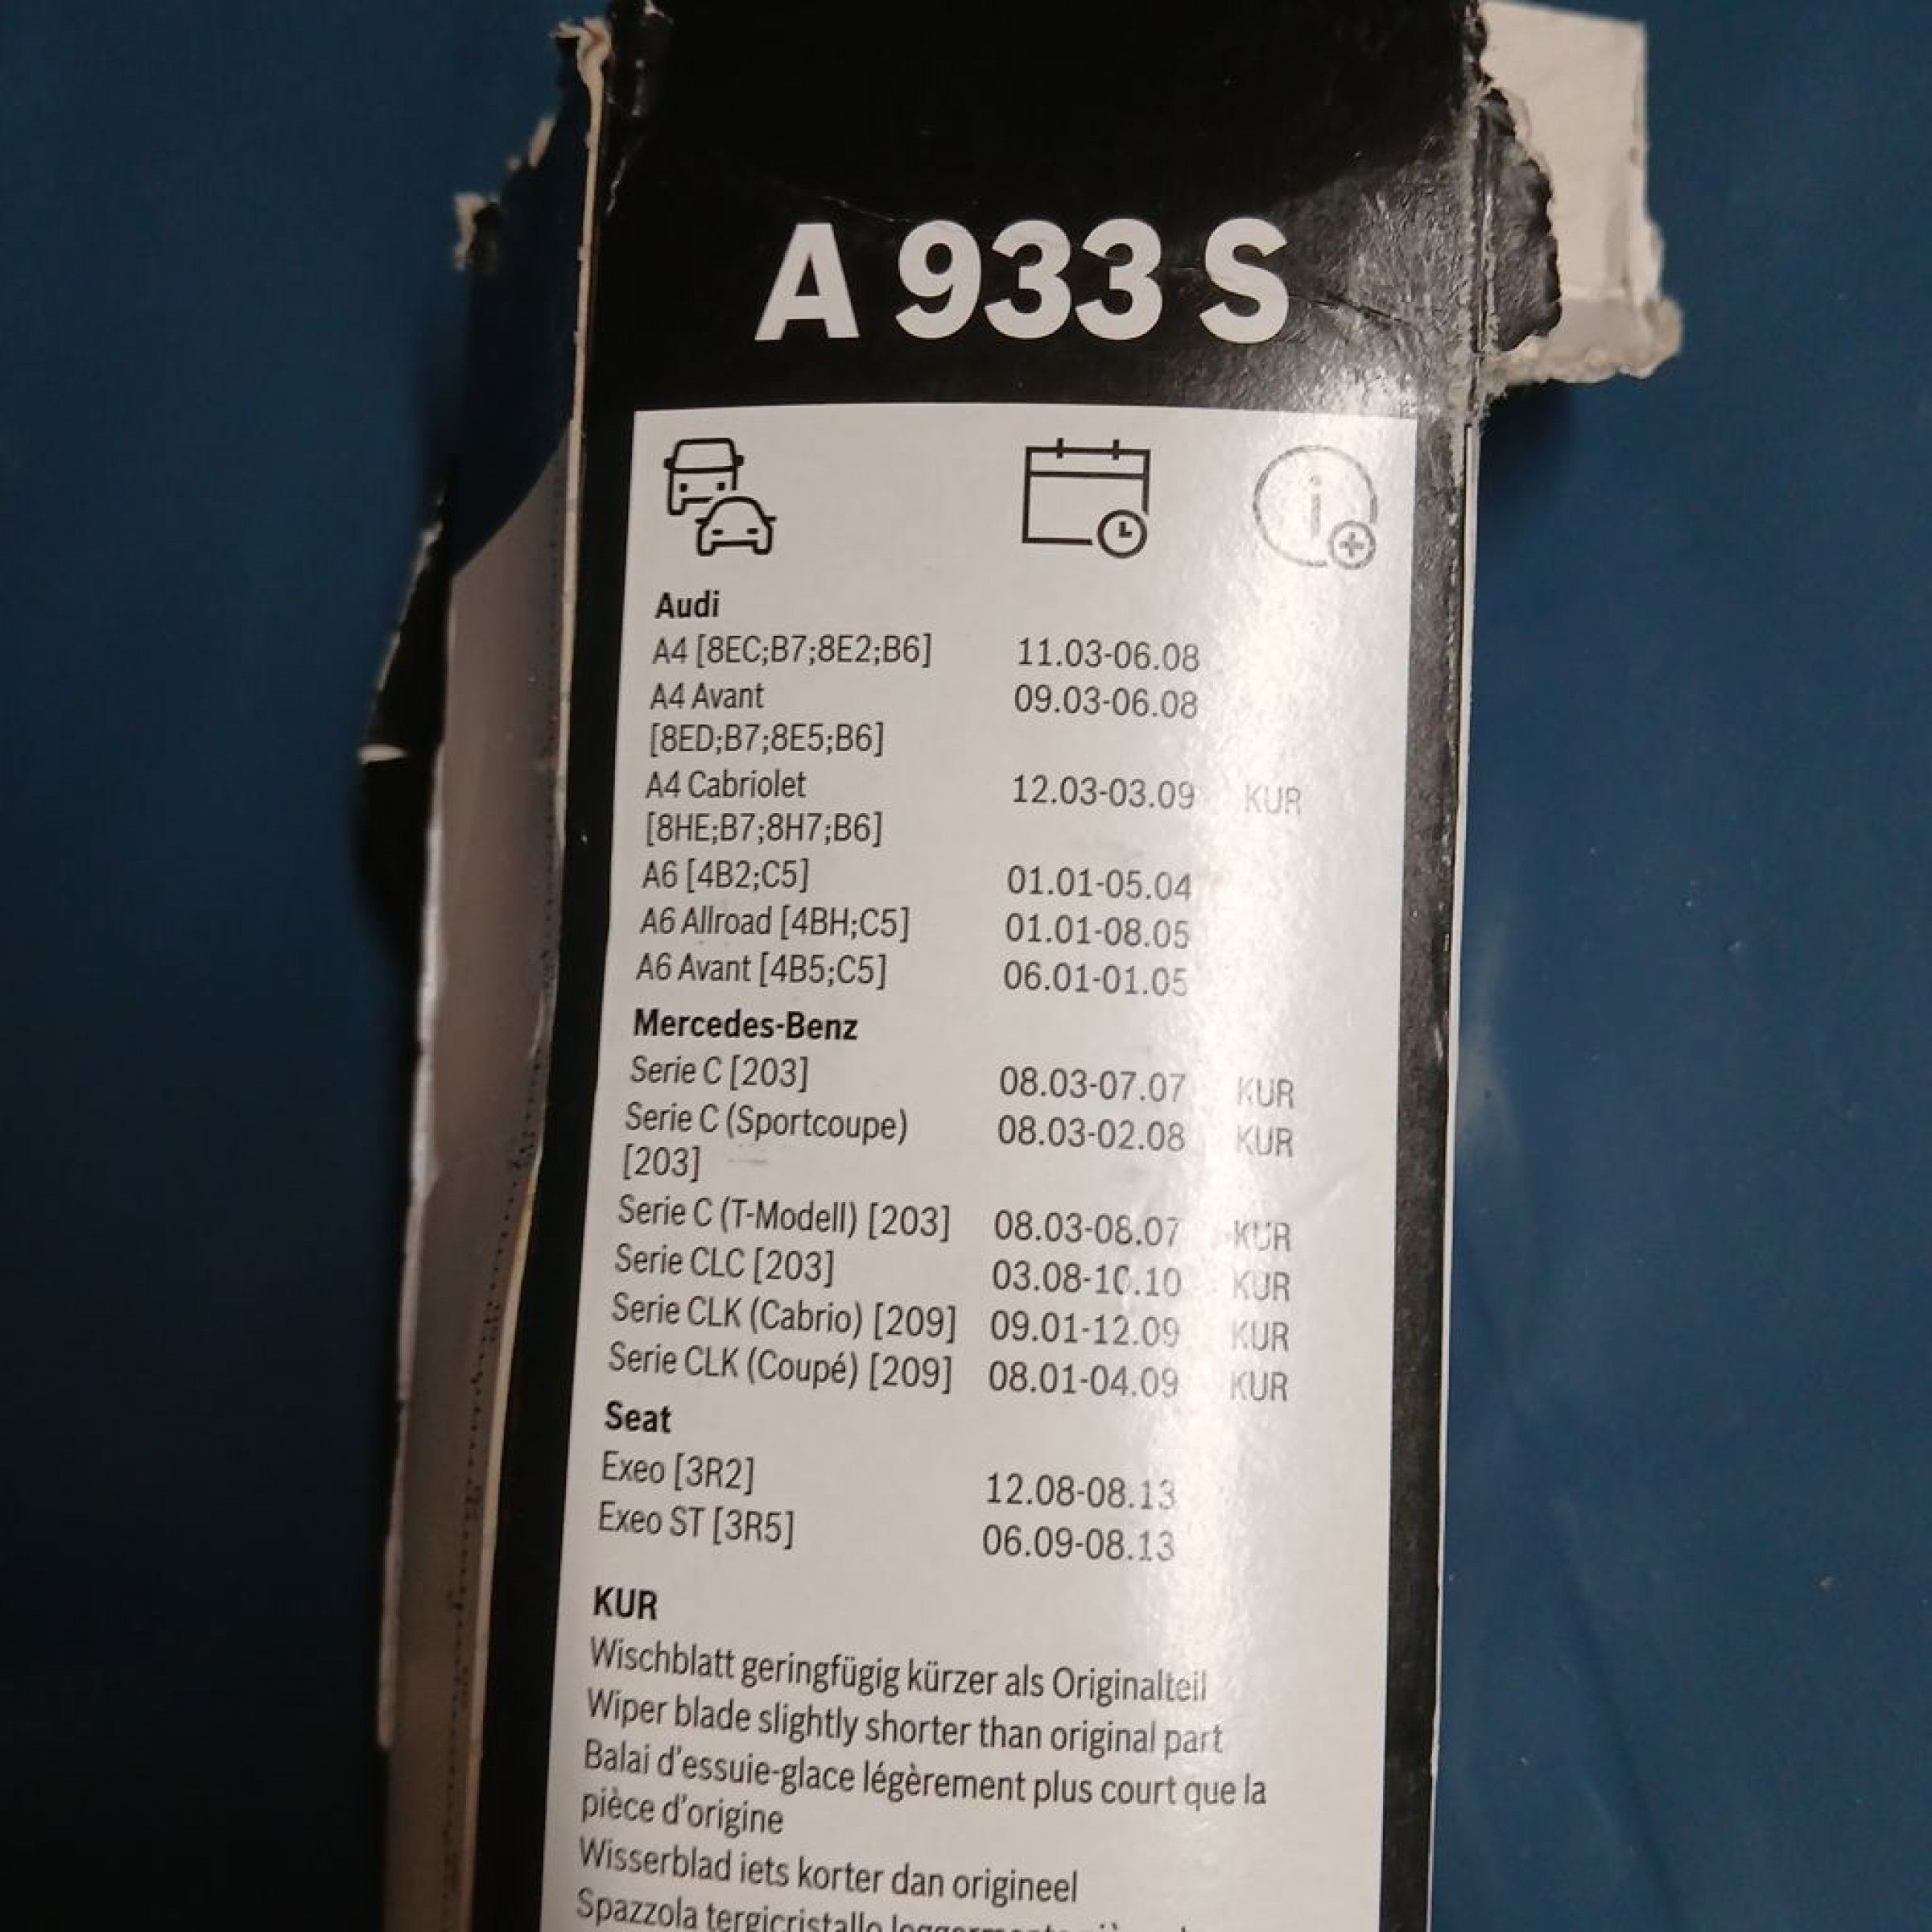 A 933 S
Audi
A4 [8EC;B7;8E2;B6] 11.03-06.08
A4 Avant 09.03-06.08
[8ED;B7;8E5;B6]
A4 Cabriolet 12.03-03.09 KUR
[8HE;B7;8H7;B6]
A6 [4B2;C5] 01.01-05.04
A6 Allroad [4BH;C5] 01.01-08.05
A6 Avant [4B5;C5] 06.01-01.05
Mercedes-Benz
Serie C [203] 08.03-07.07 KUR
Serie C (Sportcoupe) 08.03-02.08 KUR
[203]
Serie C (T-Modell) [203] 08.03-08.07 KUR
Serie CLC [203] 03.08-10.10 KUR
Serie CLK (Cabrio) [209] 09.01-12.09 KUR
Serie CLK (Coupé) [209] 08.01-04.09 KUR
Seat
Exeo [3R2] 12.08-08.13
Exeo ST [3R5] 06.09-08.13
KUR
Wischblatt geringfügig kürzer als Originalteil
Wiper blade slightly shorter than original part
Balai d'essuie-glace légèrement plus court que la
pièce d'origine
Wisserblad iets korter dan origineel
Spazzola tergicristallo